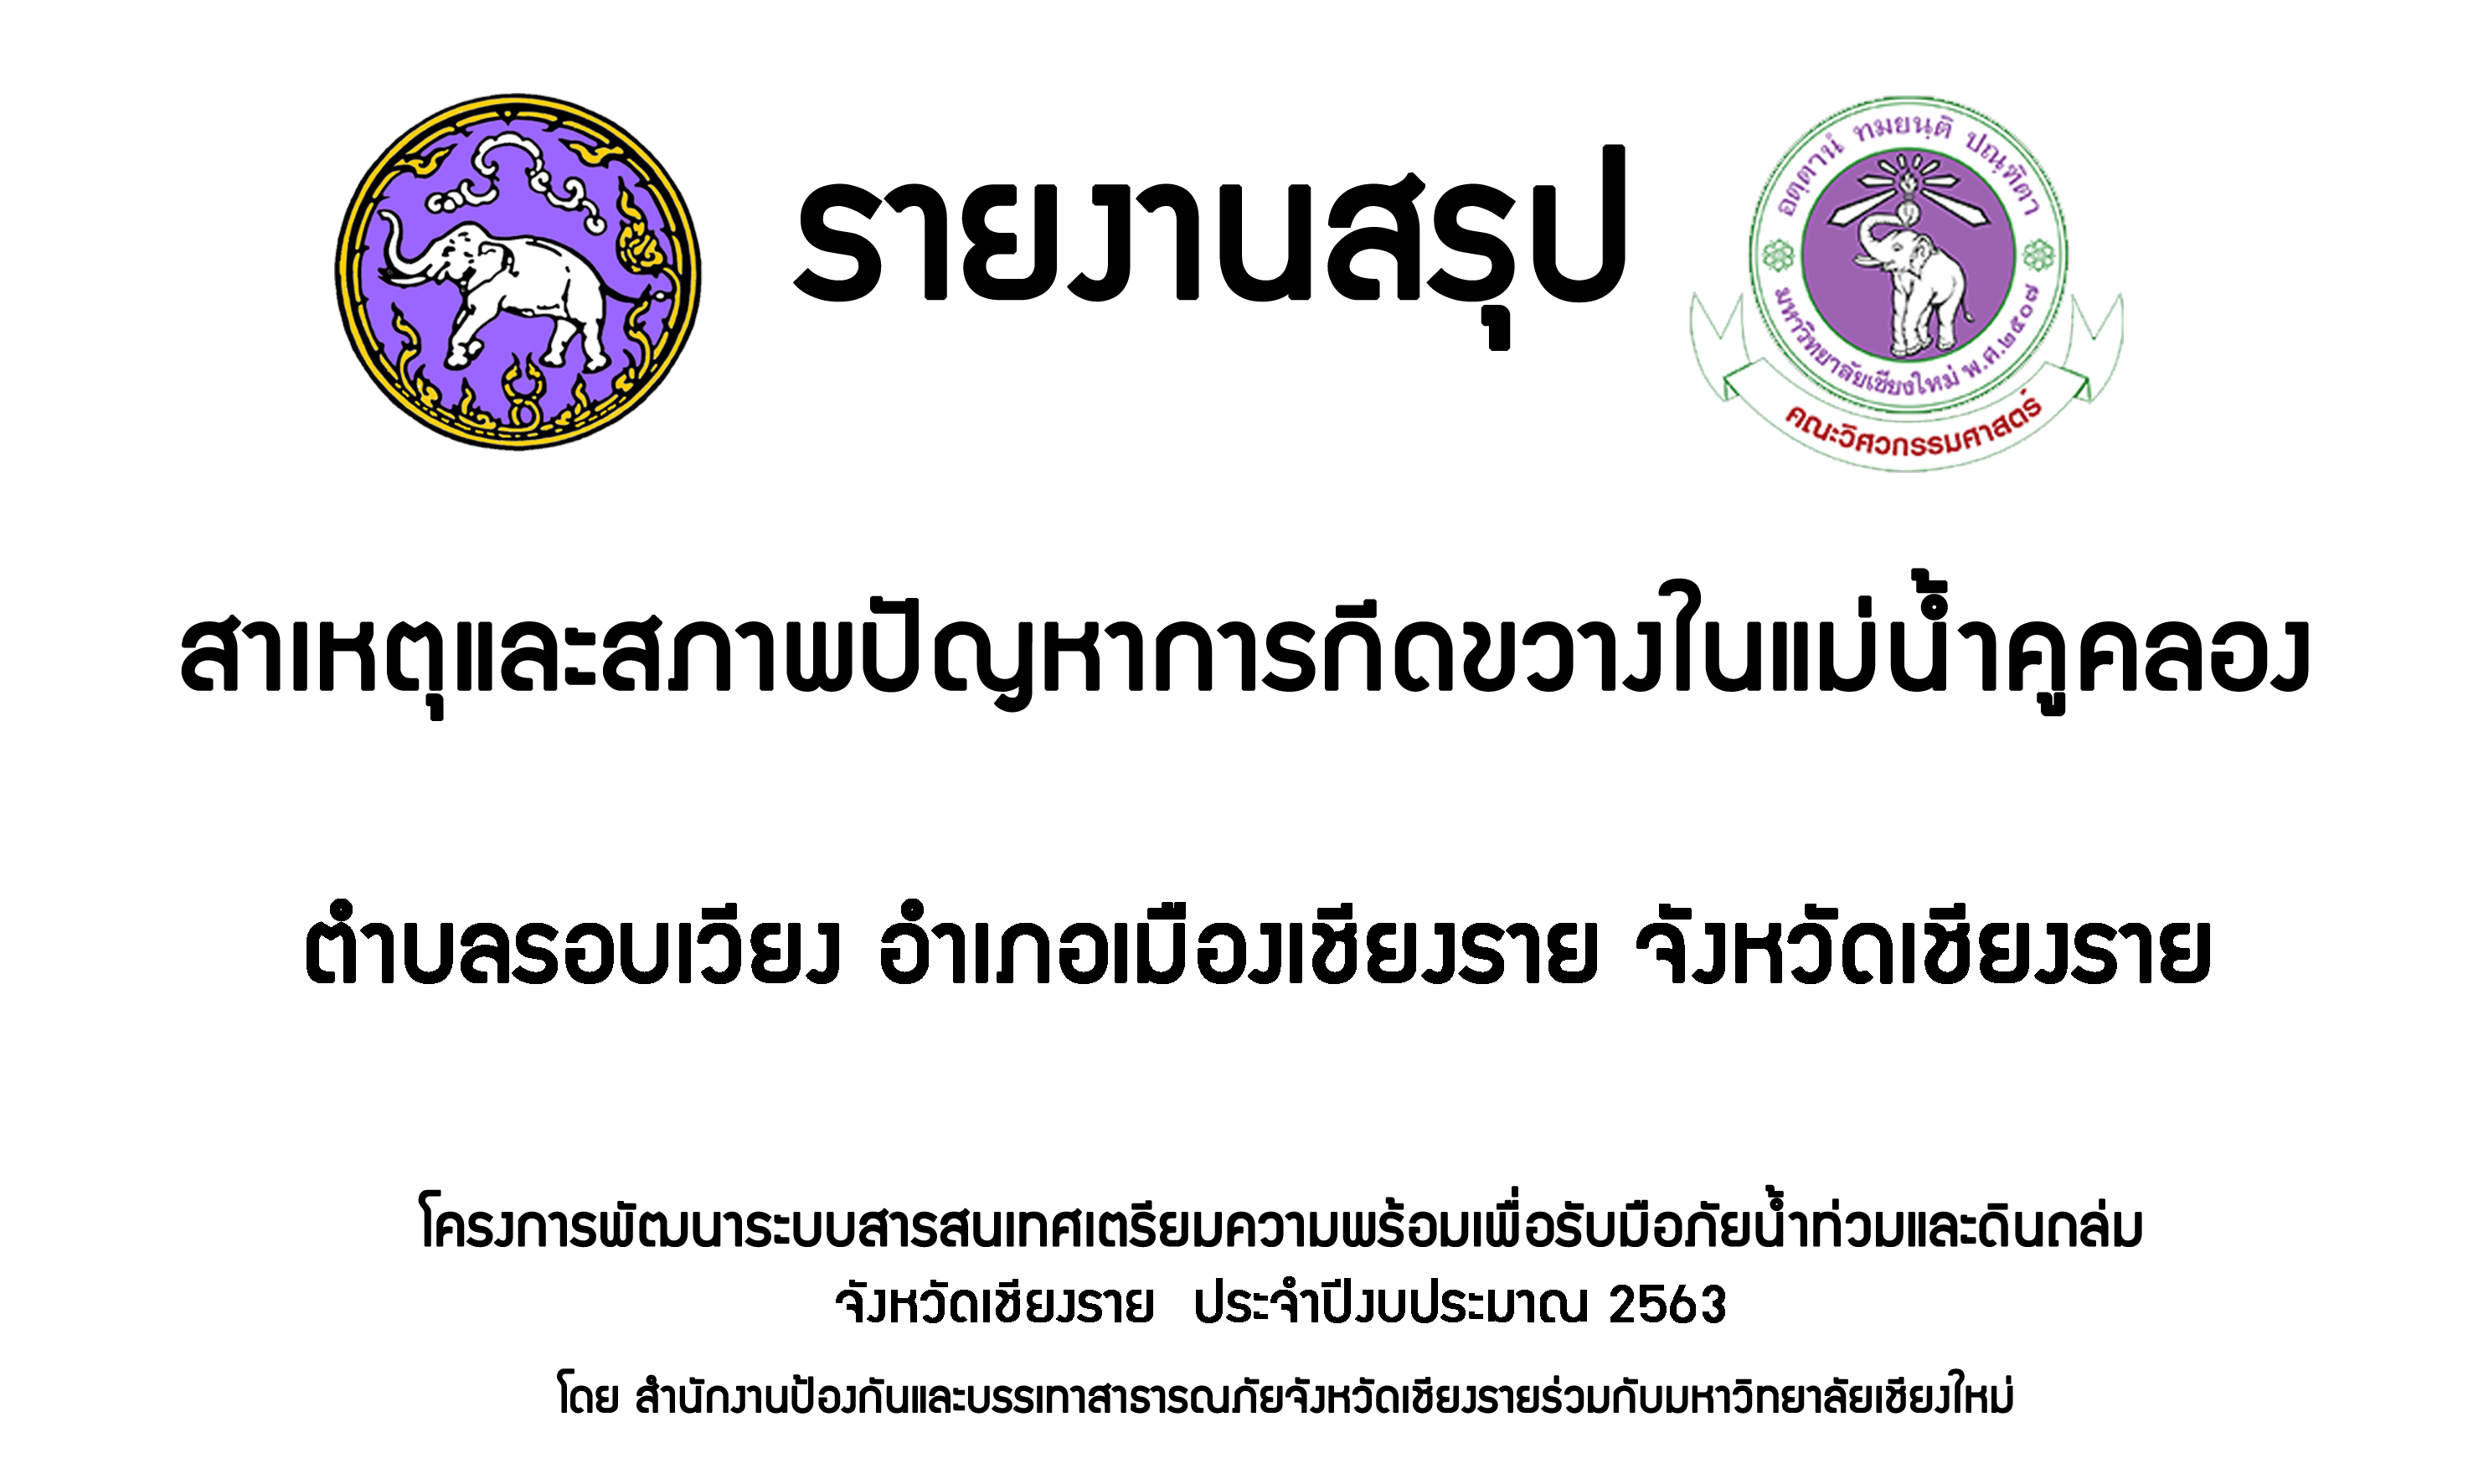 รายงานสรุป
อตฺตานํ ทมยนฺติ ปณฺฑิตา
มหาวิทยาลัยเชียงใหม่ พ.ศ.๒๕๐๗
คณะวิศวกรรมศาสตร์
สาเหตุและสภาพปัญหาการกีดขวางในแม่น้ำคูคลอง
ตำบลรอบเวียง อำเภอเมืองเชียงราย จังหวัดเชียงราย
โครงการพัฒนาระบบสารสนเทศเตรียมความพร้อมเพื่อรับมือภัยน้ำท่วมและดินถล่ม
จังหวัดเชียงราย ประจำปีงบประมาณ 2563
โดย สำนักงานป้องกันและบรรเทาสาธารณภัยจังหวัดเชียงรายร่วมกับมหาวิทยาลัยเชียงใหม่